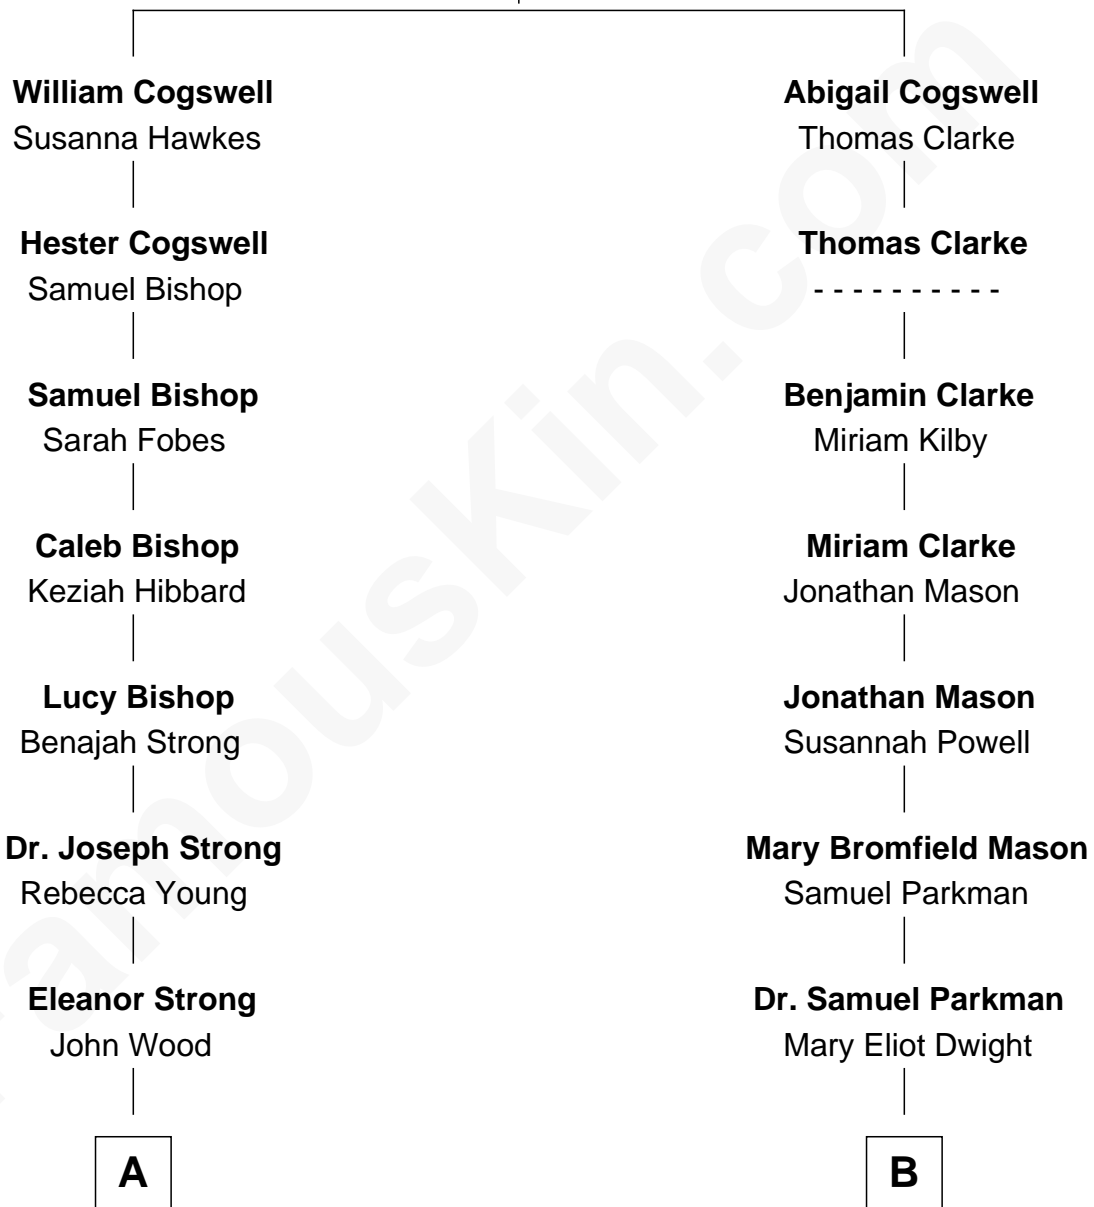 William Cogswell
Susanna Hawkes
Hester Cogswell
Samuel Bishop
Samuel Bishop
Sarah Fobes
Caleb Bishop
Keziah Hibbard
Lucy Bishop
Benajah Strong
Dr. Joseph Strong
Rebecca Young
Eleanor Strong
John Wood
A
Abigail Cogswell
Thomas Clarke
Thomas Clarke
- - - - - - - - - -
Benjamin Clarke
Miriam Kilby
Miriam Clarke
Jonathan Mason
Jonathan Mason
Susannah Powell
Mary Bromfield Mason
Samuel Parkman
Dr. Samuel Parkman
Mary Eliot Dwight
B
FamousKin.com